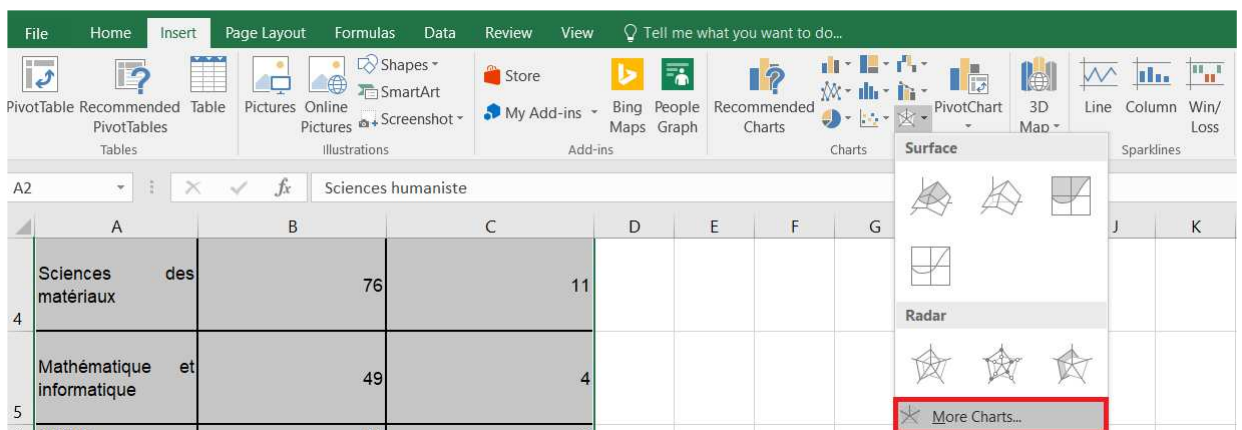 File Home Insert Page Layout Formulas Data Review View Tell me what you want to do...
PivotTable Recommended PivotTables Table
Tables
Pictures Online Pictures Shapes SmartArt Screenshot
Illustrations
Store
My Add-ins
Bing Maps People Graph
Add-ins
Recommended Charts
PivotChart
Charts
3D Map
Line Column Win/Loss
Sparklines
A2 fx Sciences humaniste
A B C D E F G J K
Sciences des
matériaux 76 11
4
Mathématique et
informatique 49 4
5
Surface
Radar
More Charts...